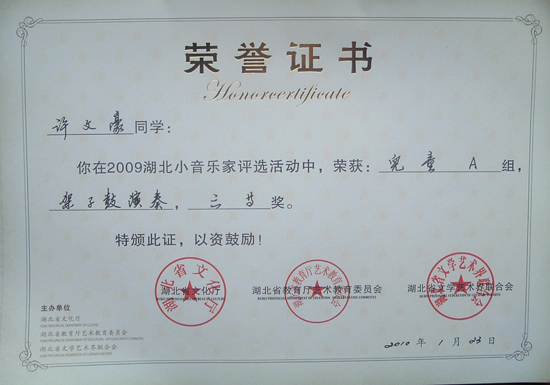 荣誉证书
Honorcertificate
许文豪同学：
你在2009湖北小音乐家评选活动中，荣获：儿童 A 组，
架子鼓演奏，三等奖。
特颁此证，以资鼓励！
湖北省文化厅 湖北省教育厅艺术教育委员会 湖北省文学艺术界联合会
主办单位
湖北省文化厅
湖北省教育厅艺术教育委员会
湖北省文学艺术界联合会
2010 年 1 月 23 日